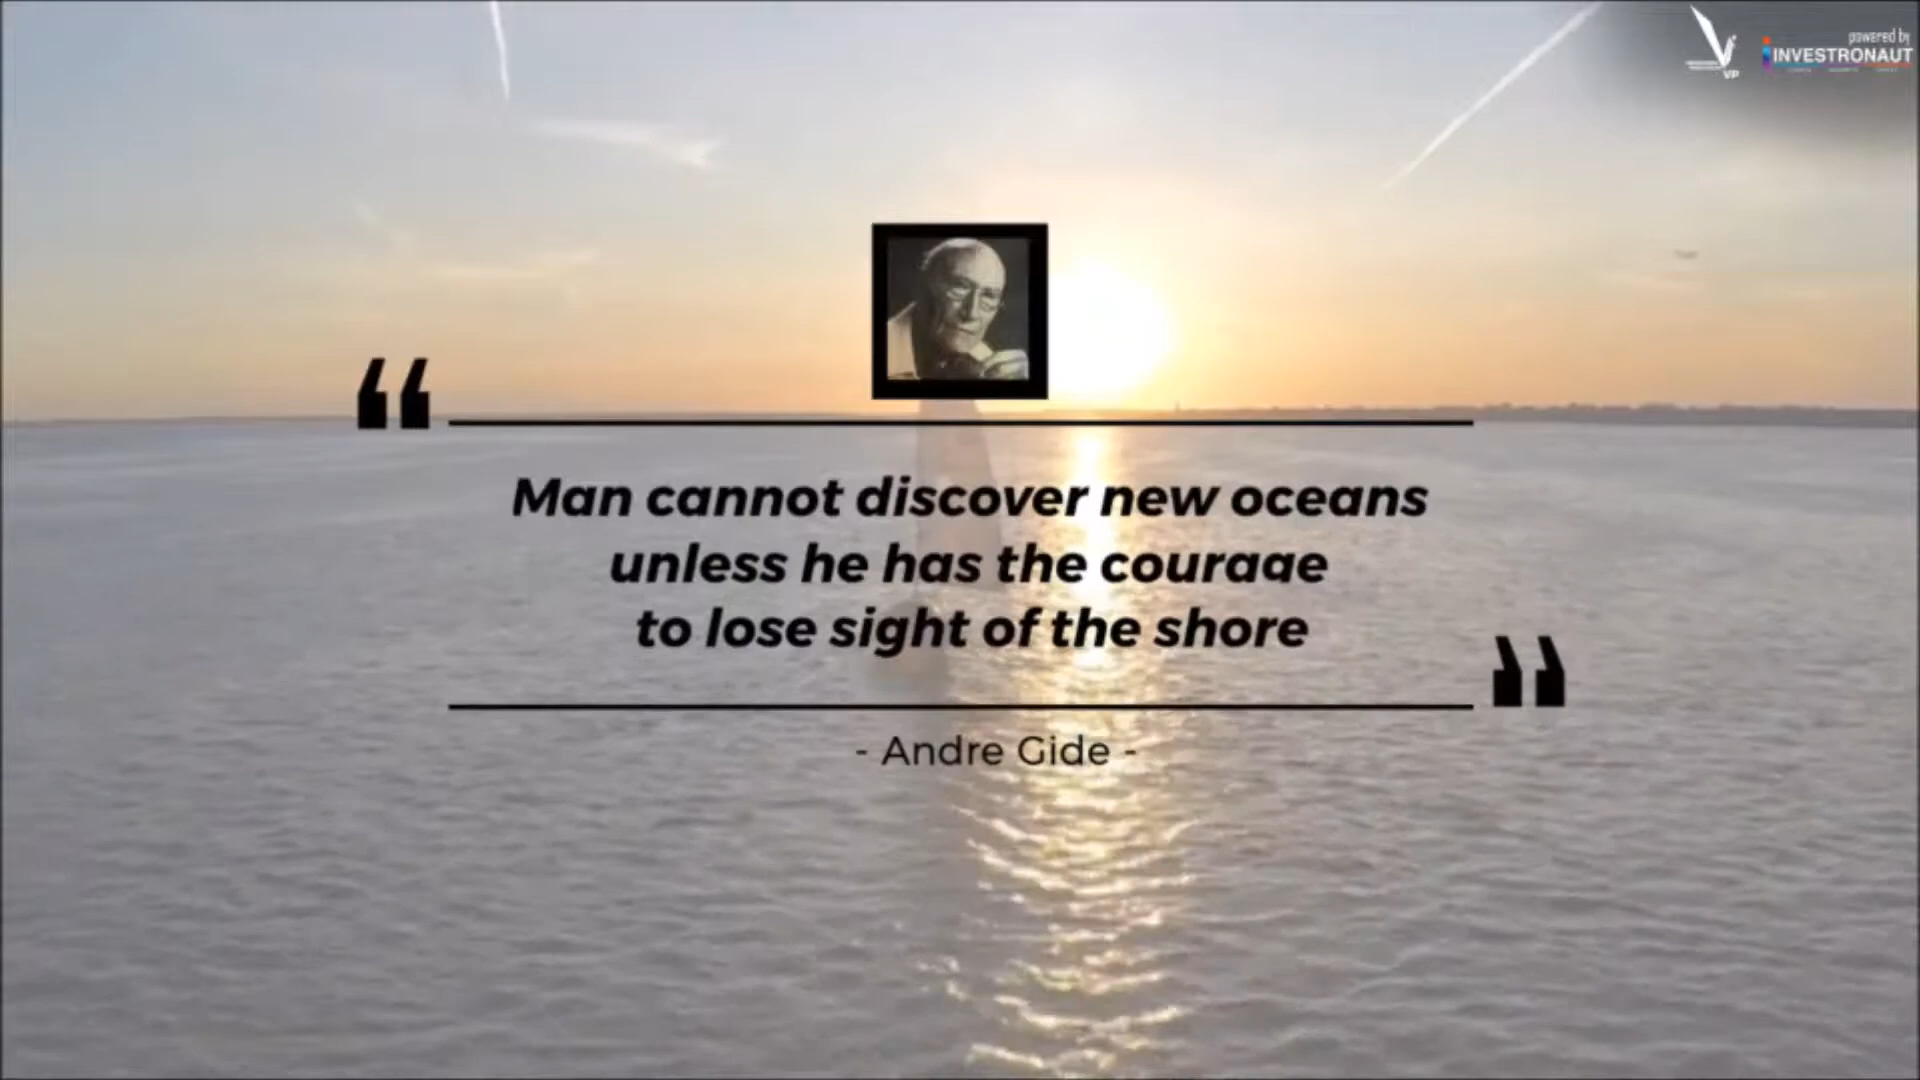 powered by
VP
INVESTRONAUT
“
Man cannot discover new oceans
unless he has the courage
to lose sight of the shore
”
- Andre Gide -